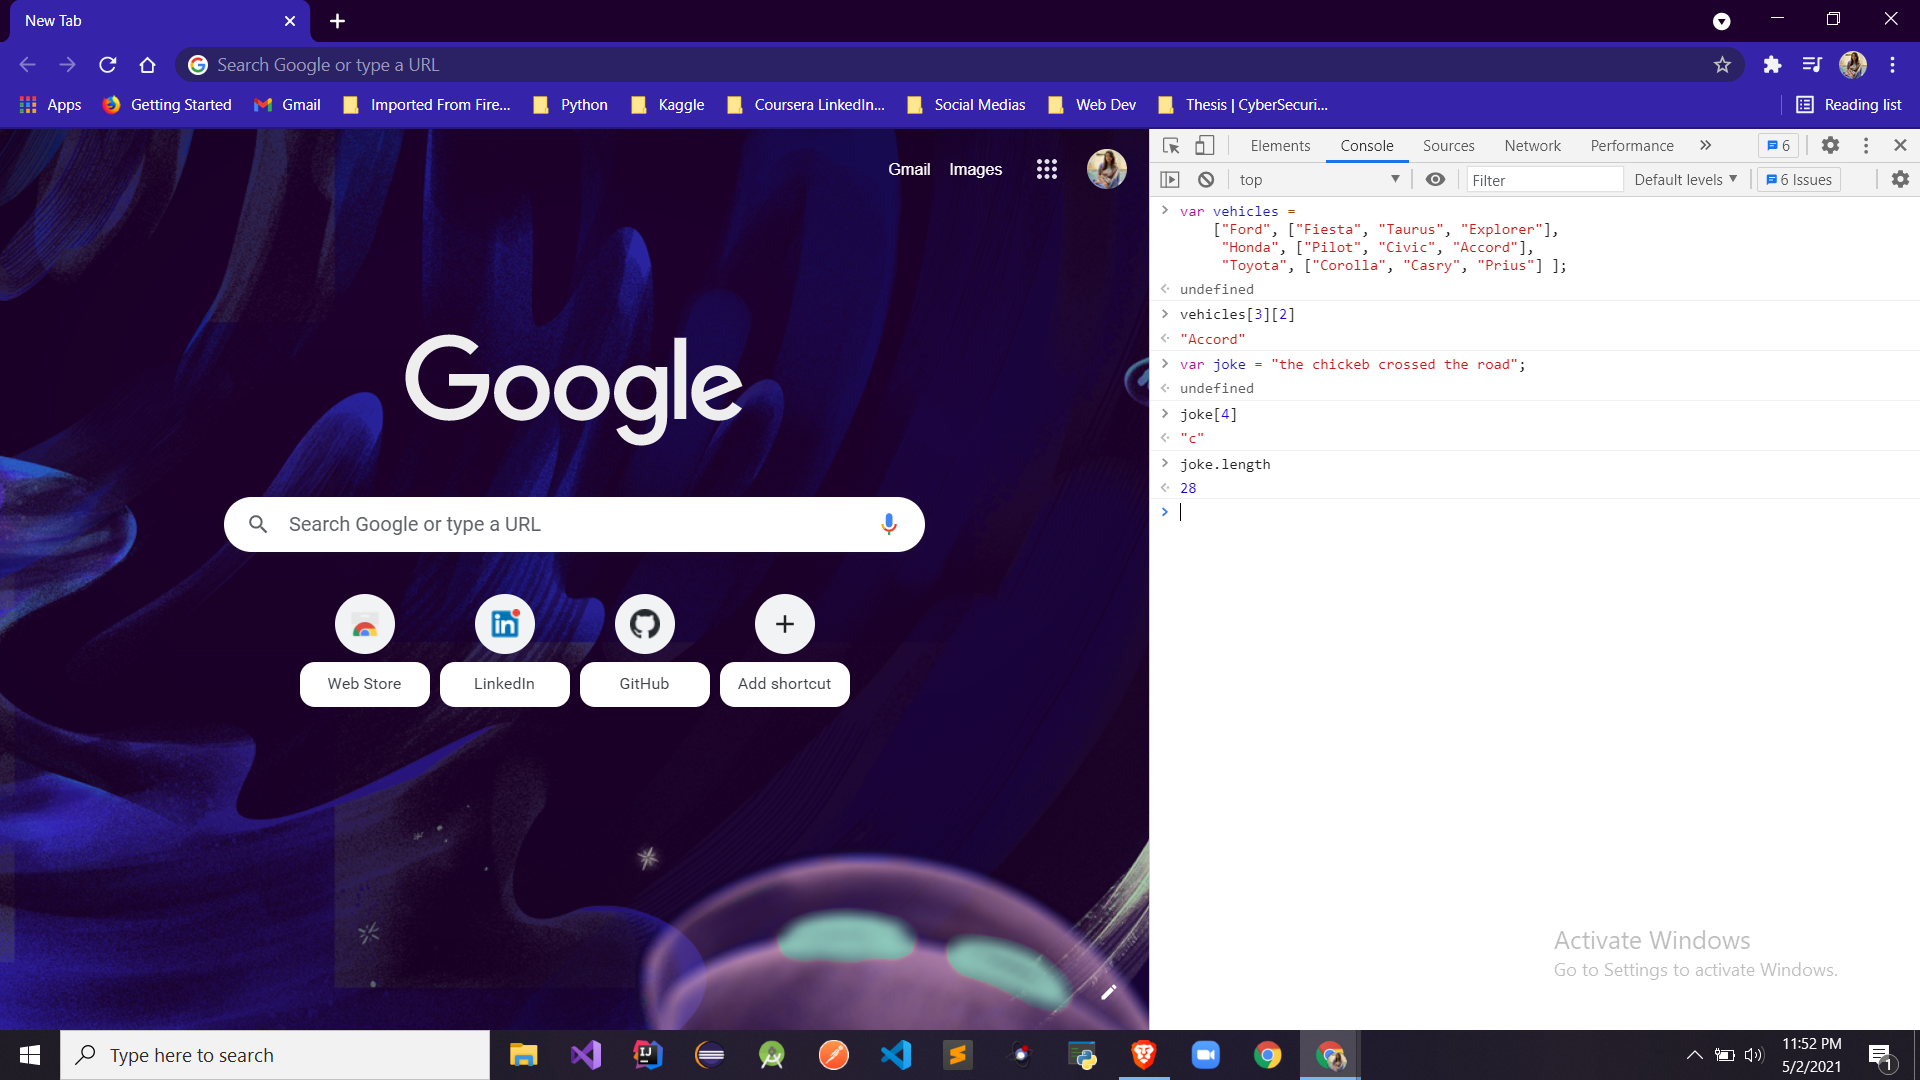 New Tab
Search Google or type a URL
Apps Getting Started Gmail Imported From Fire... Python Kaggle Coursera LinkedIn... Social Medias Web Dev Thesis | CyberSecuri... Reading list
Gmail Images
Google
Search Google or type a URL
Web Store LinkedIn GitHub Add shortcut
Elements Console Sources Network Performance » 6
top Filter Default levels 6 Issues
var vehicles =
["Ford", ["Fiesta", "Taurus", "Explorer"],
"Honda", ["Pilot", "Civic", "Accord"],
"Toyota", ["Corolla", "Casry", "Prius"] ];
undefined
vehicles[3][2]
"Accord"
var joke = "the chickeb crossed the road";
undefined
joke[4]
"c"
joke.length
28
Activate Windows
Go to Settings to activate Windows.
Type here to search
11:52 PM
5/2/2021
1